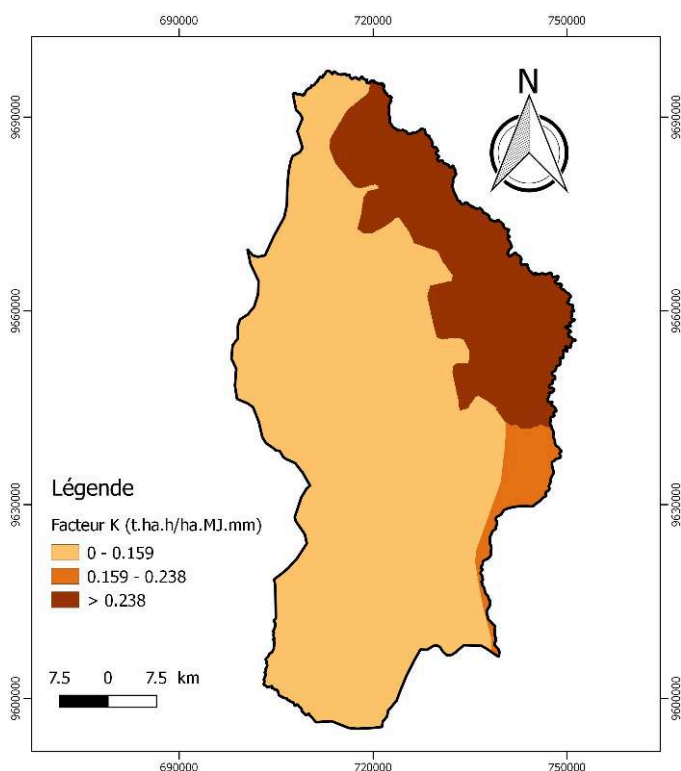 690000 720000 750000
N
9690000 9690000
9660000 9660000
9630000 9630000
9600000 9600000
Légende
Facteur K (t.ha.h/ha.MJ.mm)
0 - 0.159
0.159 - 0.238
> 0.238
7.5 0 7.5 km
690000 720000 750000